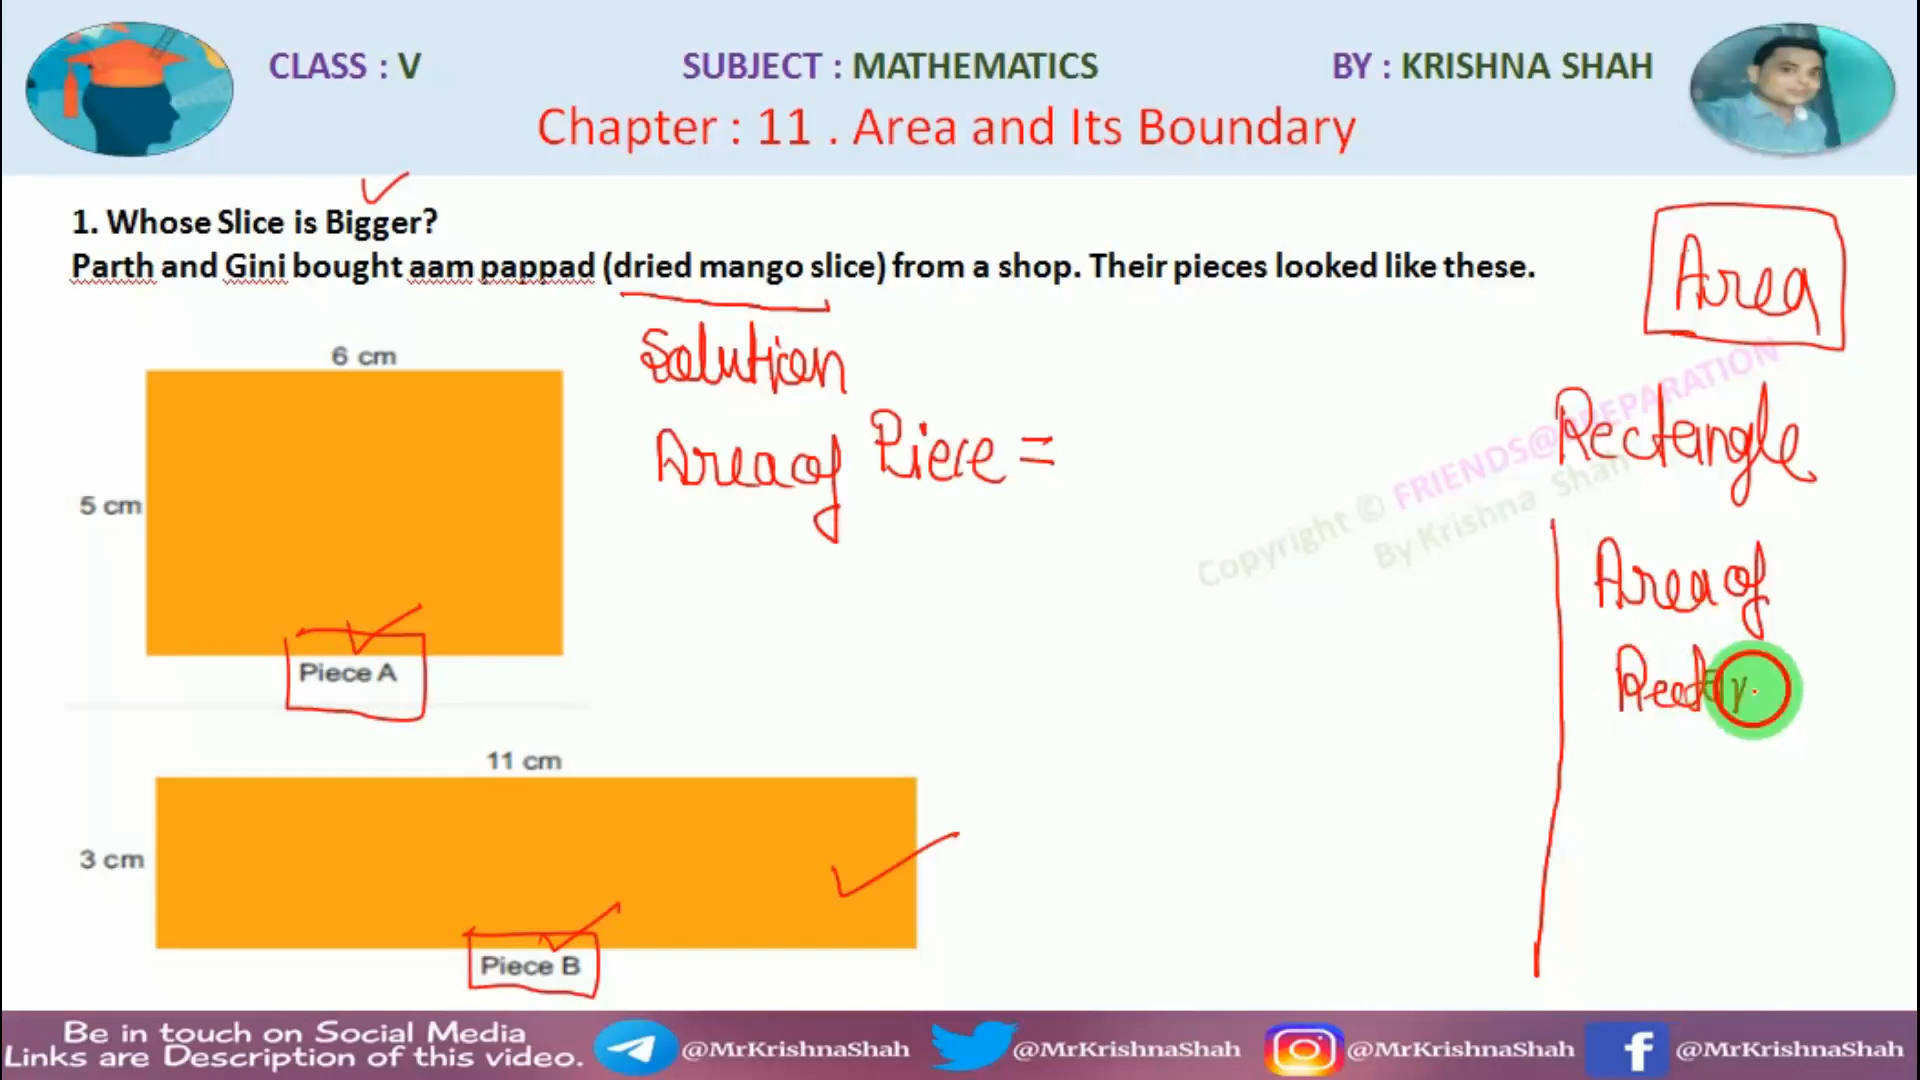 CLASS : V
SUBJECT : MATHEMATICS
BY : KRISHNA SHAH
Chapter : 11 . Area and Its Boundary
1. Whose Slice is Bigger?
Parth and Gini bought aam pappad (dried mango slice) from a shop. Their pieces looked like these.
Area
Solution
Area of Piece =
6 cm
5 cm
Piece A
11 cm
3 cm
Piece B
Rectangle
Area of
Copyright © FRIENDS@PREPARATION
By Krishna Shah
Be in touch on Social Media
Links are Description of this video.
@MrKrishnaShah
@MrKrishnaShah
@MrKrishnaShah
@MrKrishnaShah